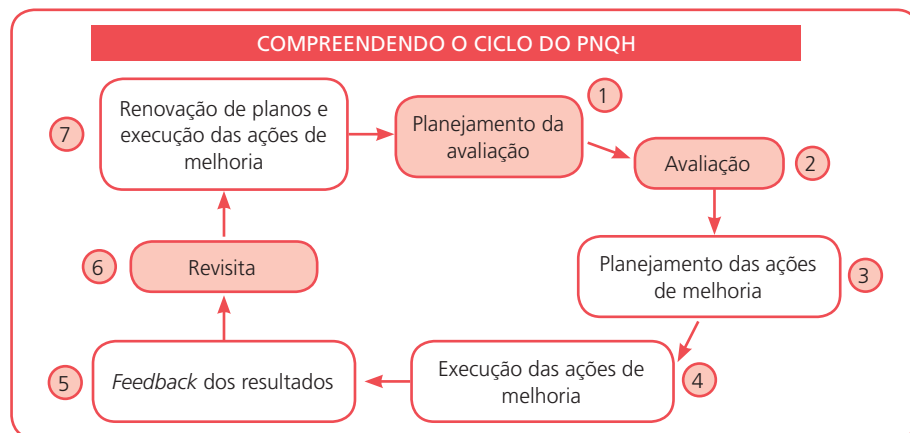 COMPREENDENDO O CICLO DO PNQH
1
Planejamento da
avaliação
2
Avaliação
3
Planejamento das ações
de melhoria
4
Execução das ações de
melhoria
5
Feedback dos resultados
6
Revisita
7
Renovação de planos e
execução das ações de
melhoria